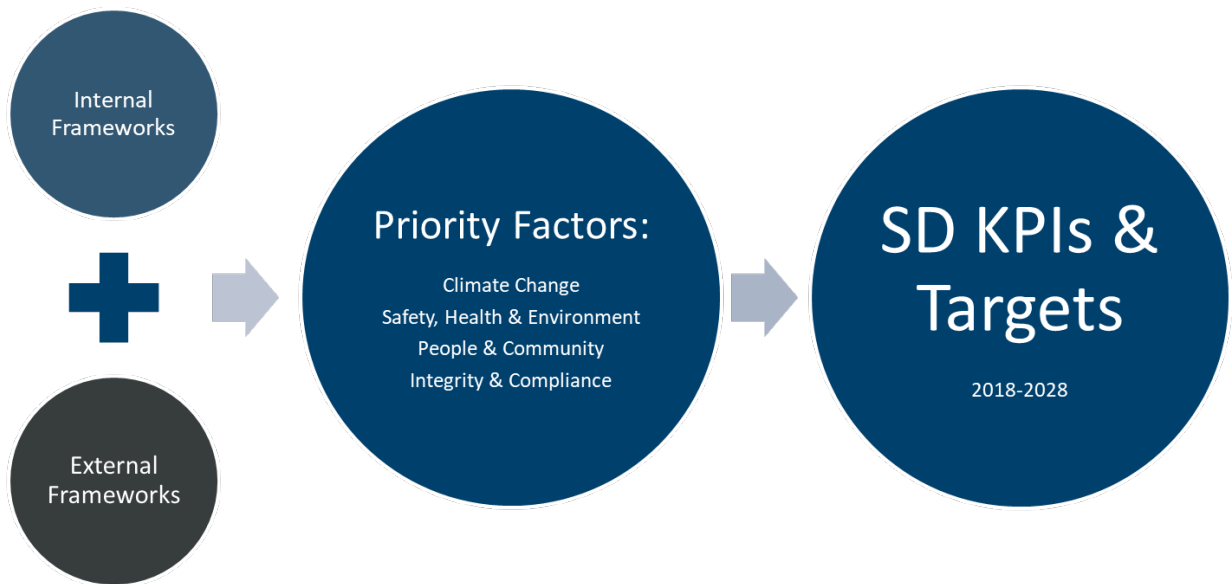 Internal
Frameworks
External
Frameworks
Priority Factors:
Climate Change
Safety, Health & Environment
People & Community
Integrity & Compliance
SD KPIs &
Targets
2018-2028